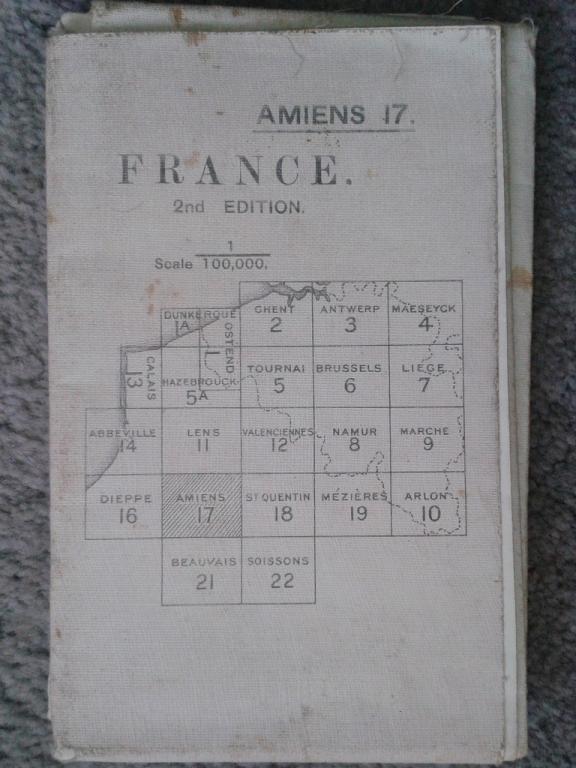 AMIENS 17.
FRANCE.
2nd EDITION.
Scale 1/100,000.
DUNKERQUE
1A
OSTEND
1
GHENT
2
ANTWERP
3
MAESEYCK
4
CALAIS
13
HAZEBROUCK
5A
TOURNAI
5
BRUSSELS
6
LIEGE
7
ABBEVILLE
14
LENS
11
VALENCIENNES
12
NAMUR
8
MARCHE
9
DIEPPE
16
AMIENS
17
ST QUENTIN
18
MÉZIÈRES
19
ARLON
10
BEAUVAIS
21
SOISSONS
22